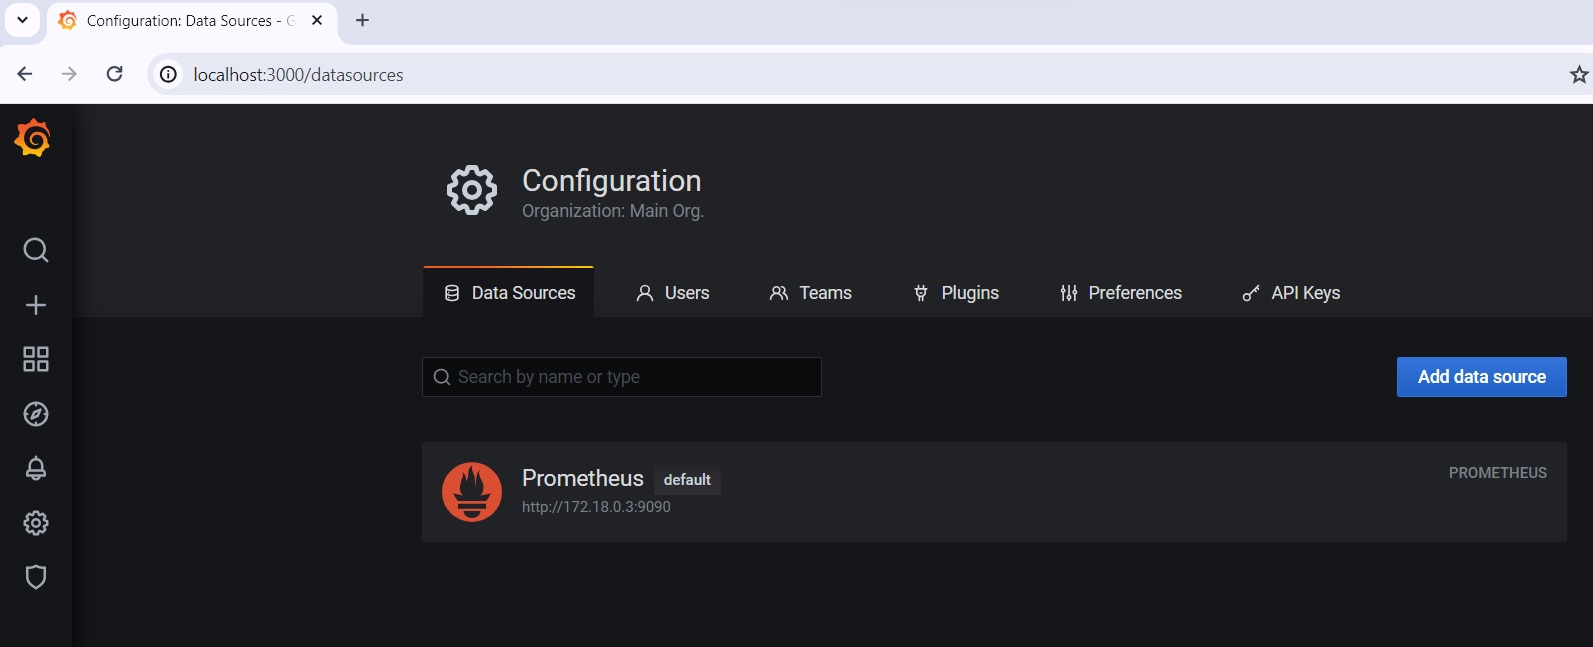 Configuration: Data Sources - G
localhost:3000/datasources
Configuration
Organization: Main Org.
Data Sources Users Teams Plugins Preferences API Keys
Search by name or type Add data source
Prometheus default PROMETHEUS
http://172.18.0.3:9090